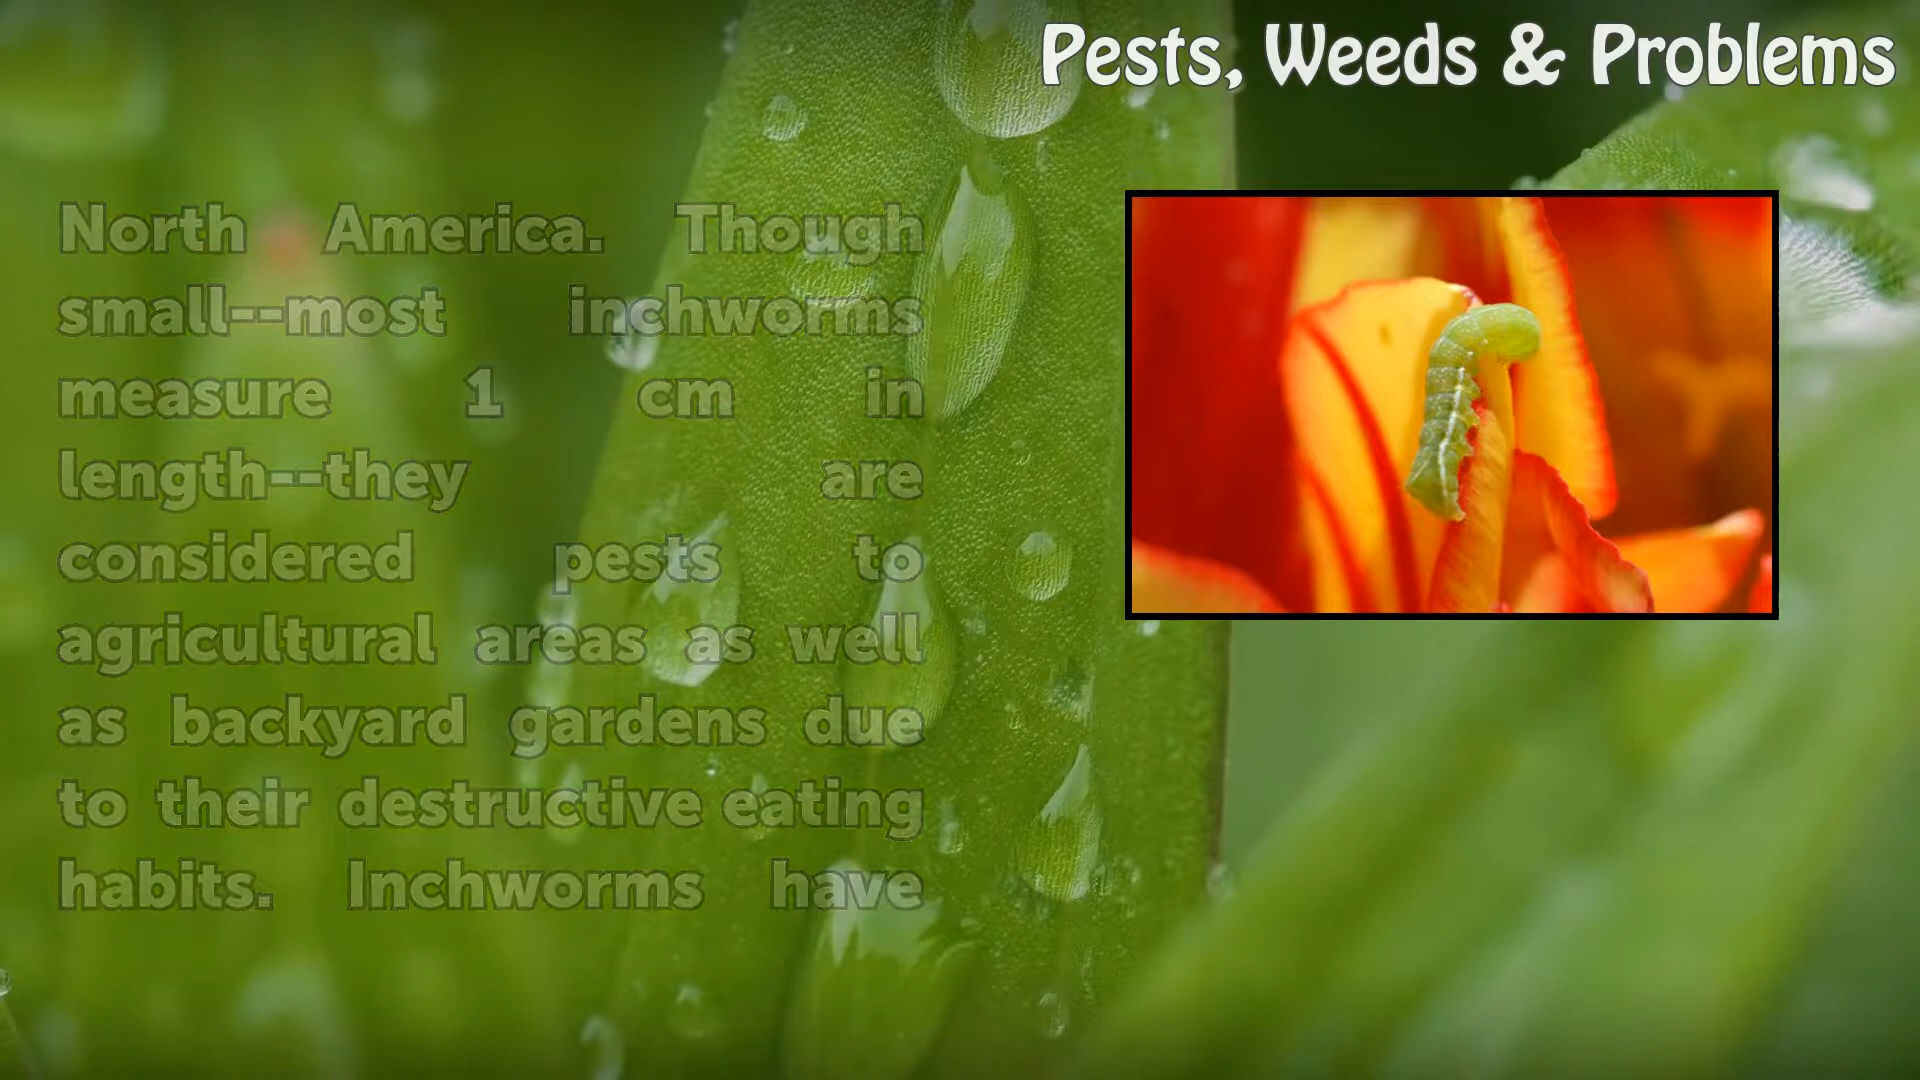 Pests, Weeds & Problems
North America. Though
small--most inchworms
measure 1 cm in
length--they are
considered pests to
agricultural areas as well
as backyard gardens due
to their destructive eating
habits. Inchworms have